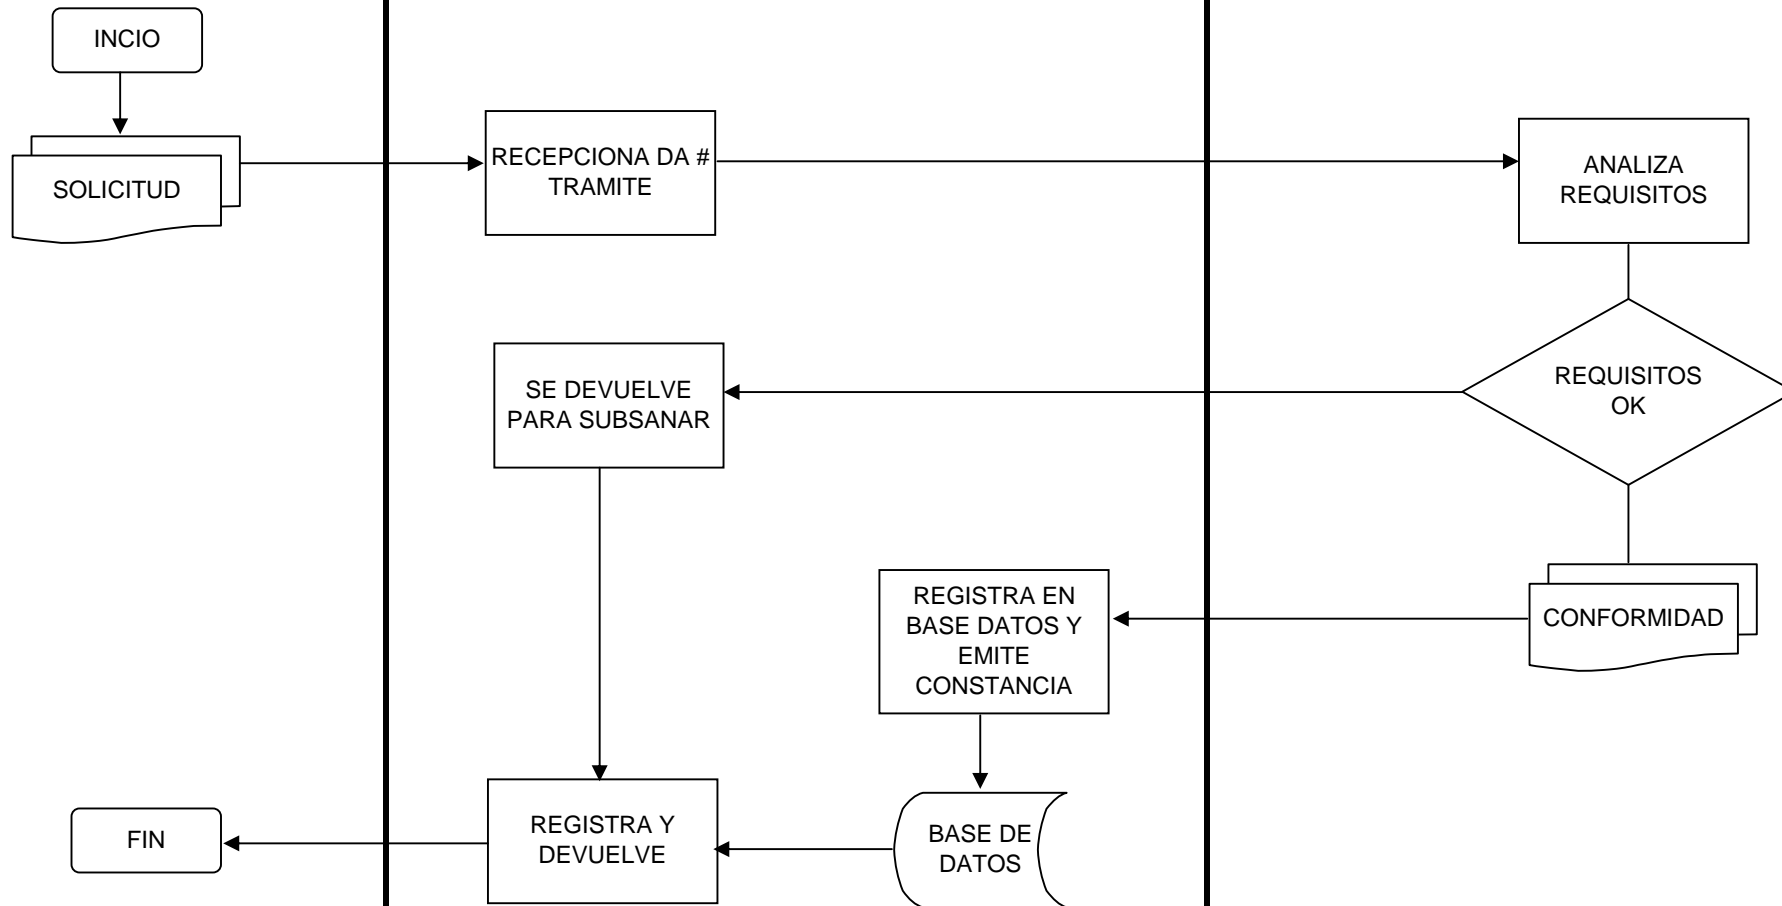 INCIO
SOLICITUD
RECEPCIONA DA #
TRAMITE
ANALIZA
REQUISITOS
SE DEVUELVE
PARA SUBSANAR
REQUISITOS
OK
REGISTRA EN
BASE DATOS Y
EMITE
CONSTANCIA
CONFORMIDAD
FIN
REGISTRA Y
DEVUELVE
BASE DE
DATOS